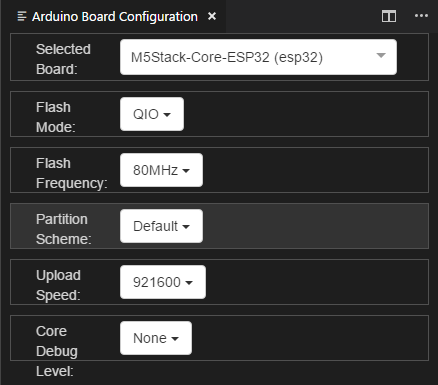 Arduino Board Configuration
Selected
Board:
M5Stack-Core-ESP32 (esp32)
Flash
Mode:
QIO
Flash
Frequency:
80MHz
Partition
Scheme:
Default
Upload
Speed:
921600
Core
Debug
Level:
None